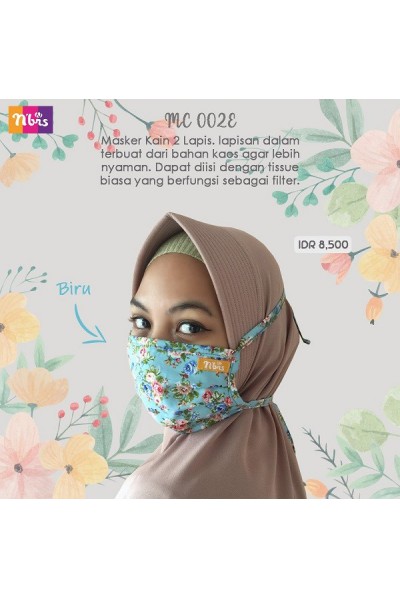 Nbrs
MC 002E
Masker Kain 2 Lapis. lapisan dalam
terbuat dari bahan kaos agar lebih
nyaman. Dapat diisi dengan tissue
biasa yang berfungsi sebagai filter.
IDR 8,500
Biru
Nbrs